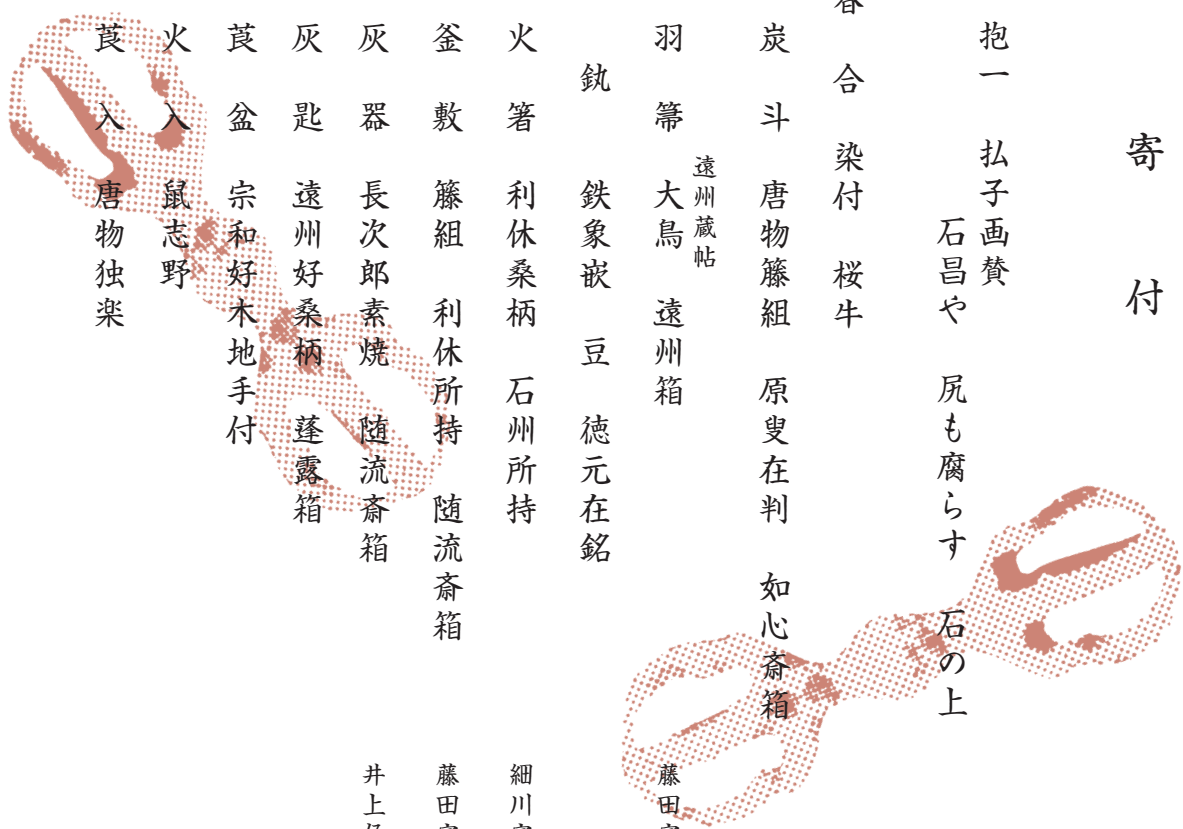 寄付
抱一 払子画賛
石昌や 尻も腐らす 石の上
合 染付 桜牛
炭斗 唐物籐組 原叟在判 如心斎箱
遠州蔵帖
羽箒 大鳥 遠州箱
藤田
釻 鉄象嵌 豆 徳元在銘
火箸 利休桑柄 石州所持
細川
釜敷 籐組 利休所持 随流斎箱
藤田
灰器 長次郎素焼 随流斎箱
井上
灰匙 遠州好桑柄 蓬露箱
莨盆 宗和好木地手付
火入 鼠志野
莨入 唐物独楽